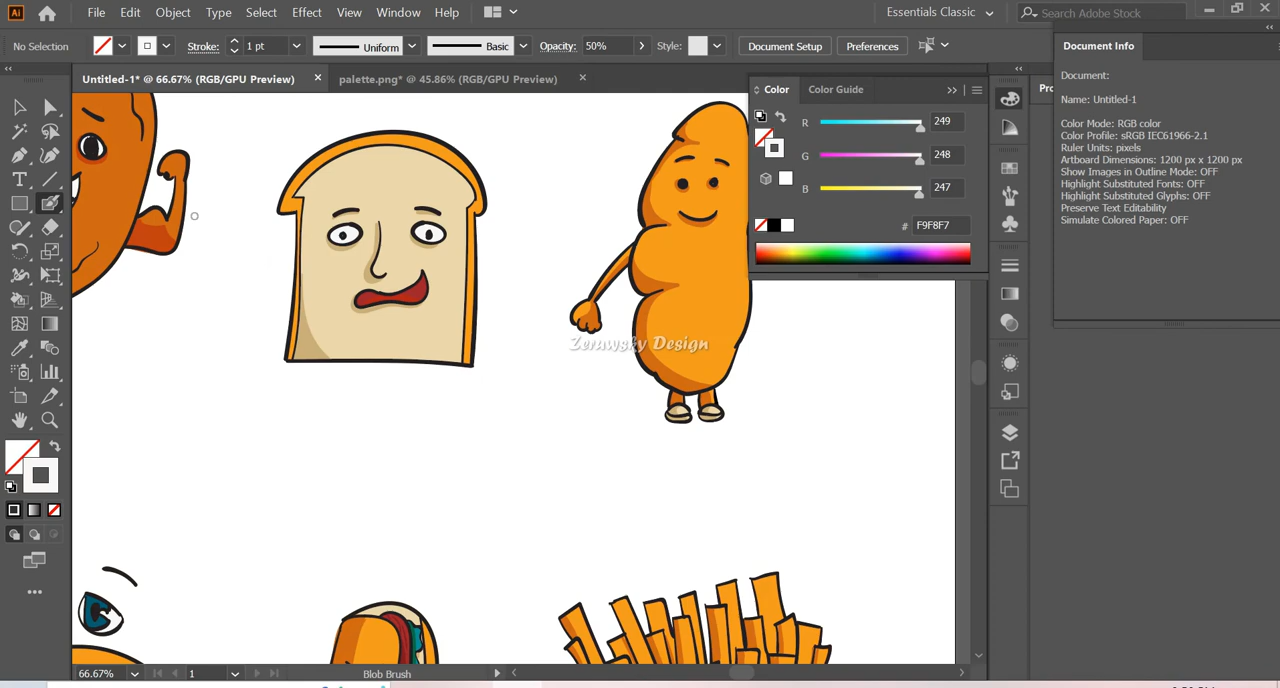 Ai File Edit Object Type Select Effect View Window Help Essentials Classic Search Adobe Stock
No Selection Stroke: 1 pt Uniform Basic Opacity: 50% Style: Document Setup Preferences
Document Info
Untitled-1* @ 66.67% (RGB/GPU Preview) × palette.png* @ 45.86% (RGB/GPU Preview) ×
Color Color Guide
R 249
G 248
B 247
# F9F8F7
Document:
Name: Untitled-1
Color Mode: RGB color
Color Profile: sRGB IEC61966-2.1
Ruler Units: pixels
Artboard Dimensions: 1200 px x 1200 px
Show Images in Outline Mode: OFF
Highlight Substituted Fonts: OFF
Highlight Substituted Glyphs: OFF
Preserve Text Editability
Simulate Colored Paper: OFF
Zerawsky Design
66.67% 1 Blob Brush